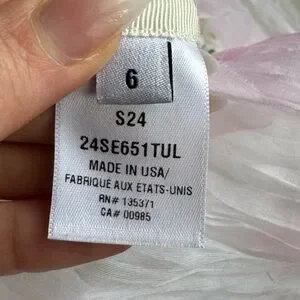 6
S24
24SE651TUL
MADE IN USA/
FABRIQUÉ AUX ETATS-UNIS
RN# 135371
CA# 00985